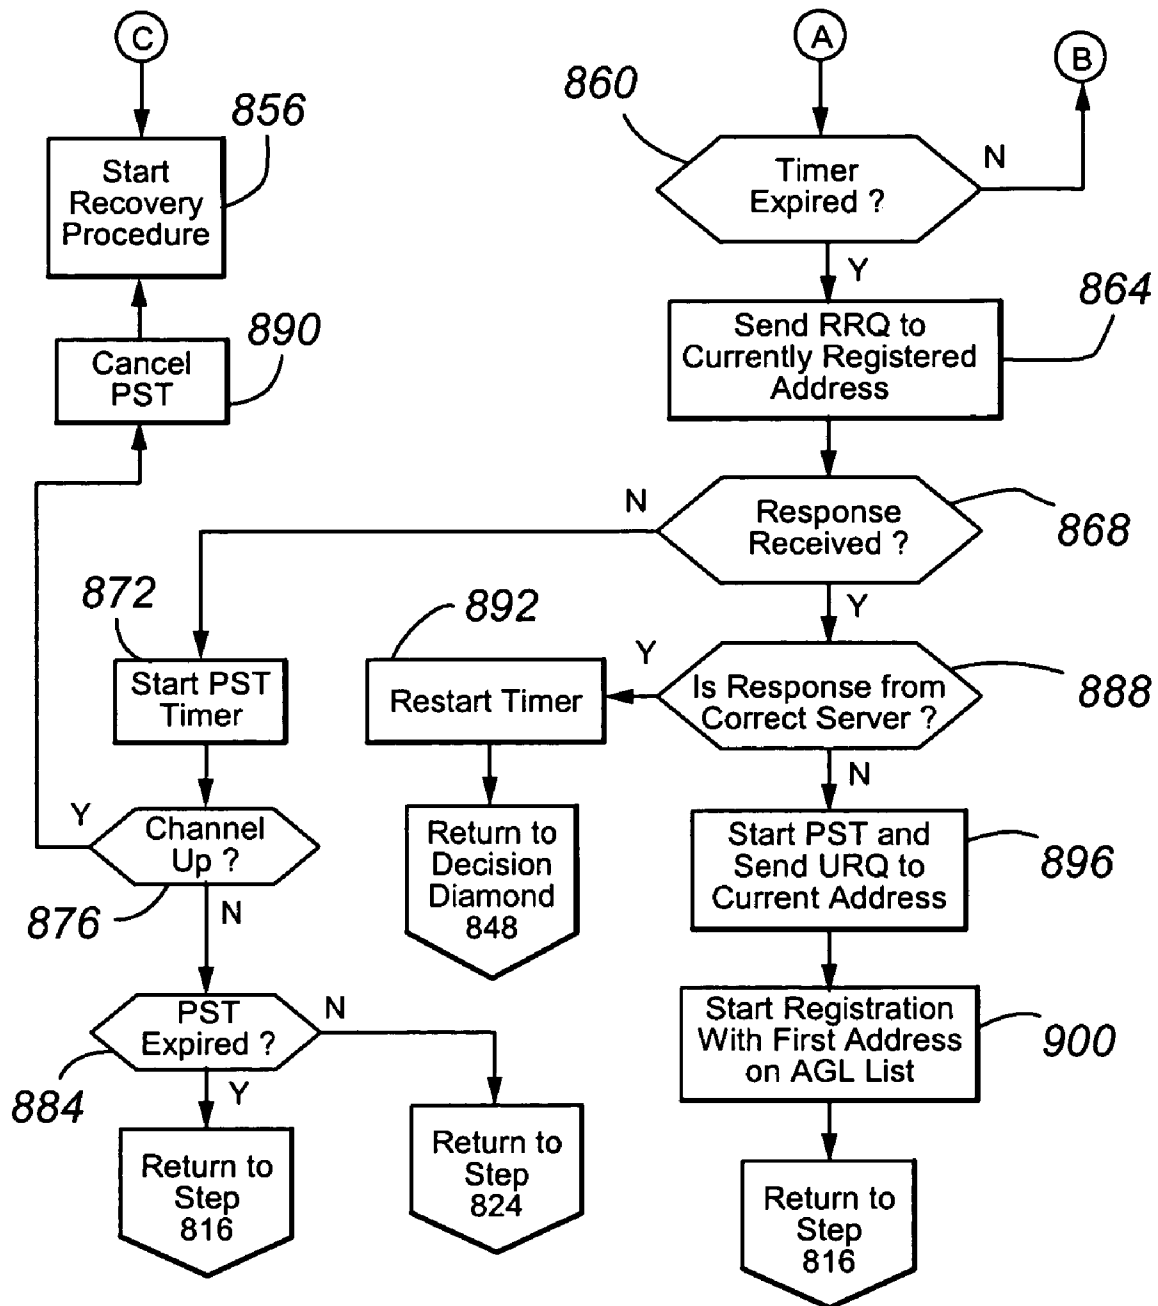 C
A
B
856
860
Start
Recovery
Procedure
Timer
Expired ?
N
Y
890
864
Cancel
PST
Send RRQ to
Currently Registered
Address
N
Response
Received ?
868
Y
872
892
Start PST
Timer
Y
Restart Timer
Is Response from
Correct Server ?
888
N
Y
Channel
Up ?
876
N
Return to
Decision
Diamond
848
Start PST and
Send URQ to
Current Address
896
PST
Expired ?
N
884
Y
Start Registration
With First Address
on AGL List
900
Return to
Step
816
Return to
Step
824
Return to
Step
816